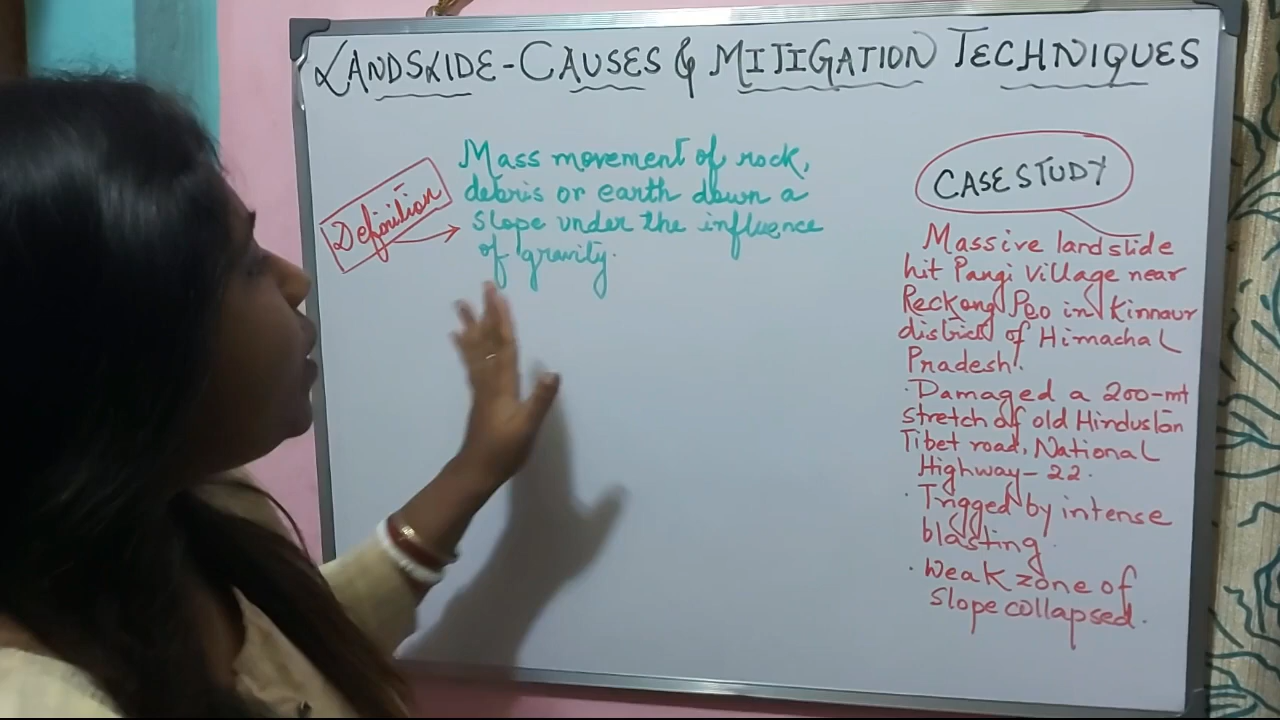 LANDSLIDE-CAUSES & MITIGATION TECHNIQUES
Definition
Mass movement of rock,
debris or earth down a
slope under the influence
of gravity.
CASE STUDY
Massive landslide
hit Pangi village near
Reckong Peo in Kinnaur
district of Himachal
Pradesh.
·Damaged a 200-mt
stretch of old Hindustan
Tibet road, National
Highway-22.
·Trigged by intense
blasting.
·Weak zone of
slope collapsed.